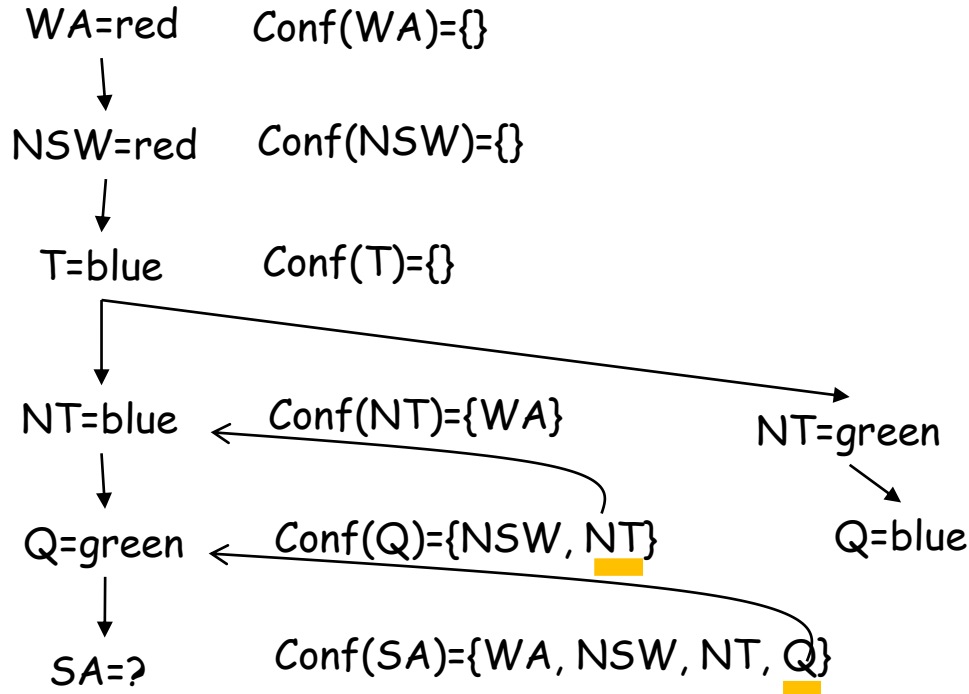 WA=red Conf(WA)={}
NSW=red Conf(NSW)={}
T=blue Conf(T)={}
NT=blue Conf(NT)={WA} NT=green
Q=green Conf(Q)={NSW, NT} Q=blue
SA=? Conf(SA)={WA, NSW, NT, Q}